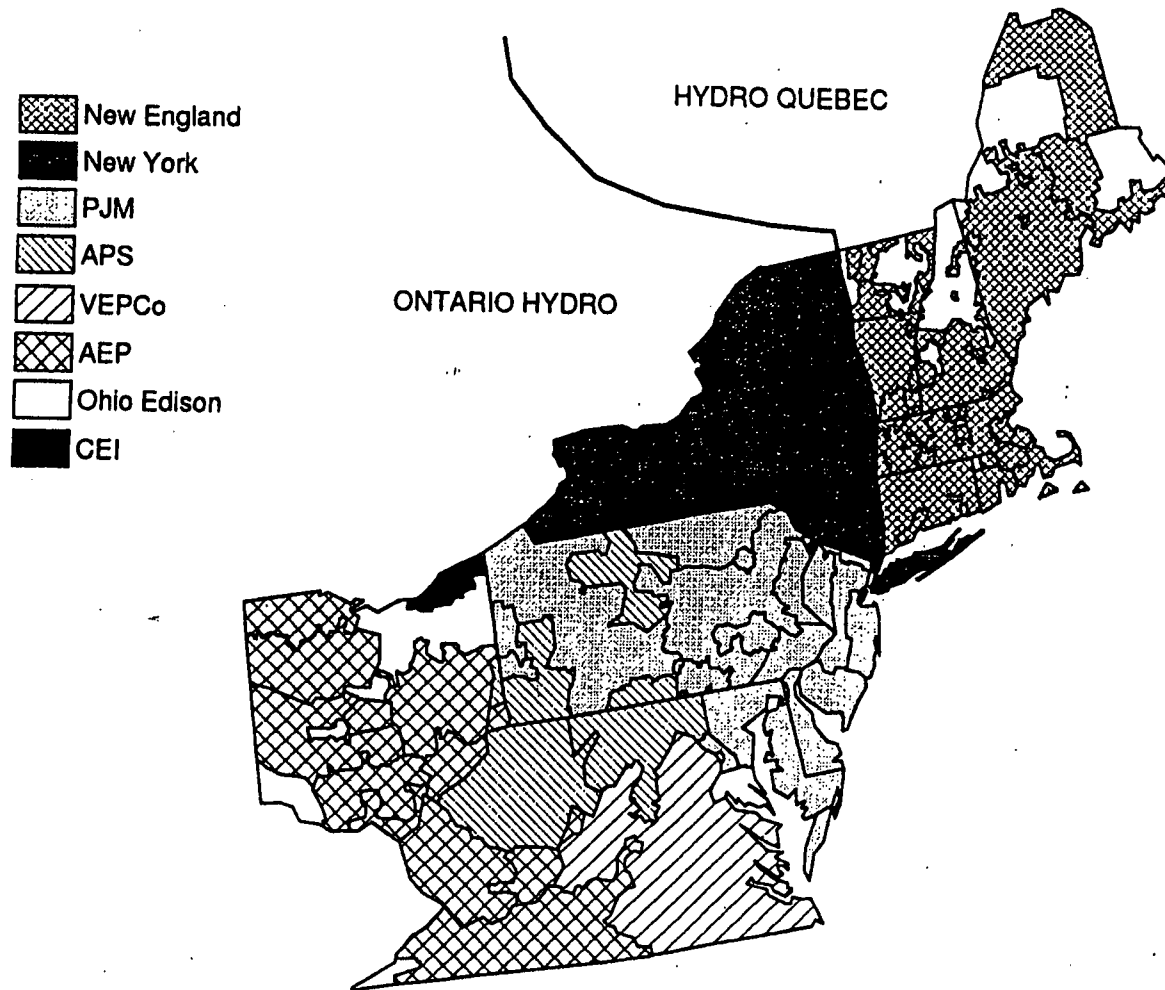 HYDRO QUEBEC
New England
New York
PJM
APS
VEPCo
ONTARIO HYDRO
AEP
Ohio Edison
CEI